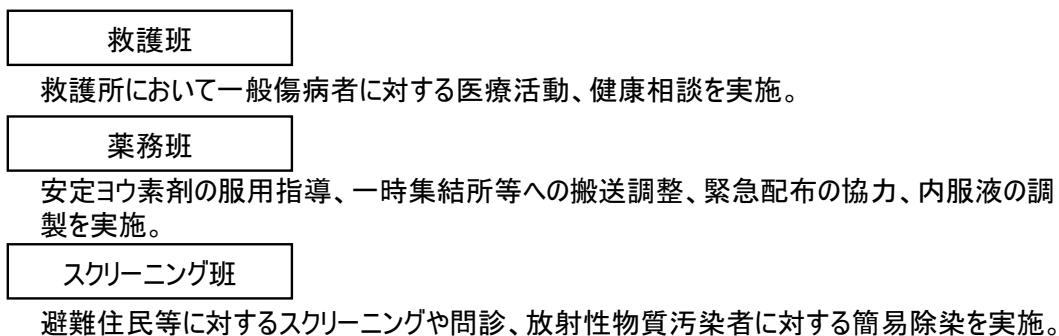 救護班
救護所において一般傷病者に対する医療活動、健康相談を実施。
薬務班
安定ヨウ素剤の服用指導、一時集結所等への搬送調整、緊急配布の協力、内服液の調
製を実施。
スクリーニング班
避難住民等に対するスクリーニングや問診、放射性物質汚染者に対する簡易除染を実施。